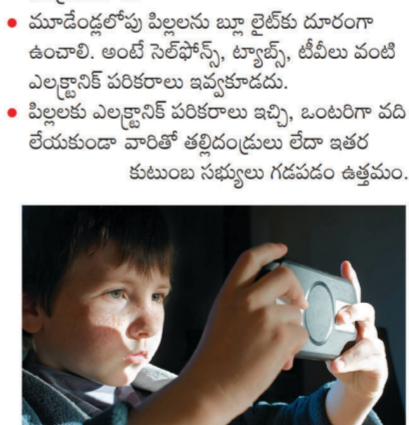 • మూడేండ్లలోపు పిల్లలను బ్లూ లైట్‌కు దూరంగా
ఉంచాలి. అంటే సెల్‌ఫోన్స్, ట్యాబ్స్, టీవీలు వంటి
ఎలక్ట్రానిక్ పరికరాలు ఇవ్వకూడదు.
• పిల్లలకు ఎలక్ట్రానిక్ పరికరాలు ఇచ్చి, ఒంటరిగా వది
లేయకుండా వారితో తల్లిదండ్రులు లేదా ఇతర
కుటుంబ సభ్యులు గడపడం ఉత్తమం.